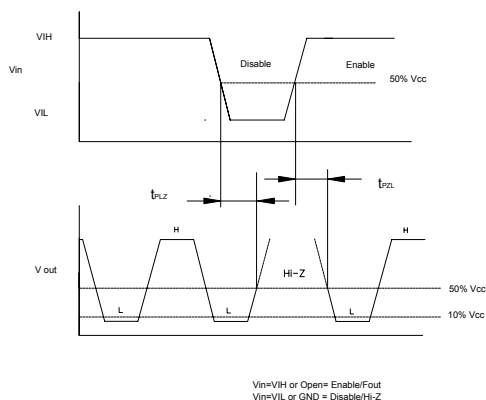 VIH
Disable
Enable
Vin
50% Vcc
VIL
tPLZ
tPZL
H
H
Hi-Z
V out
50% Vcc
L
L
L
10% Vcc
Vin=VIH or Open= Enable/Fout
Vin=VIL or GND = Disable/Hi-Z